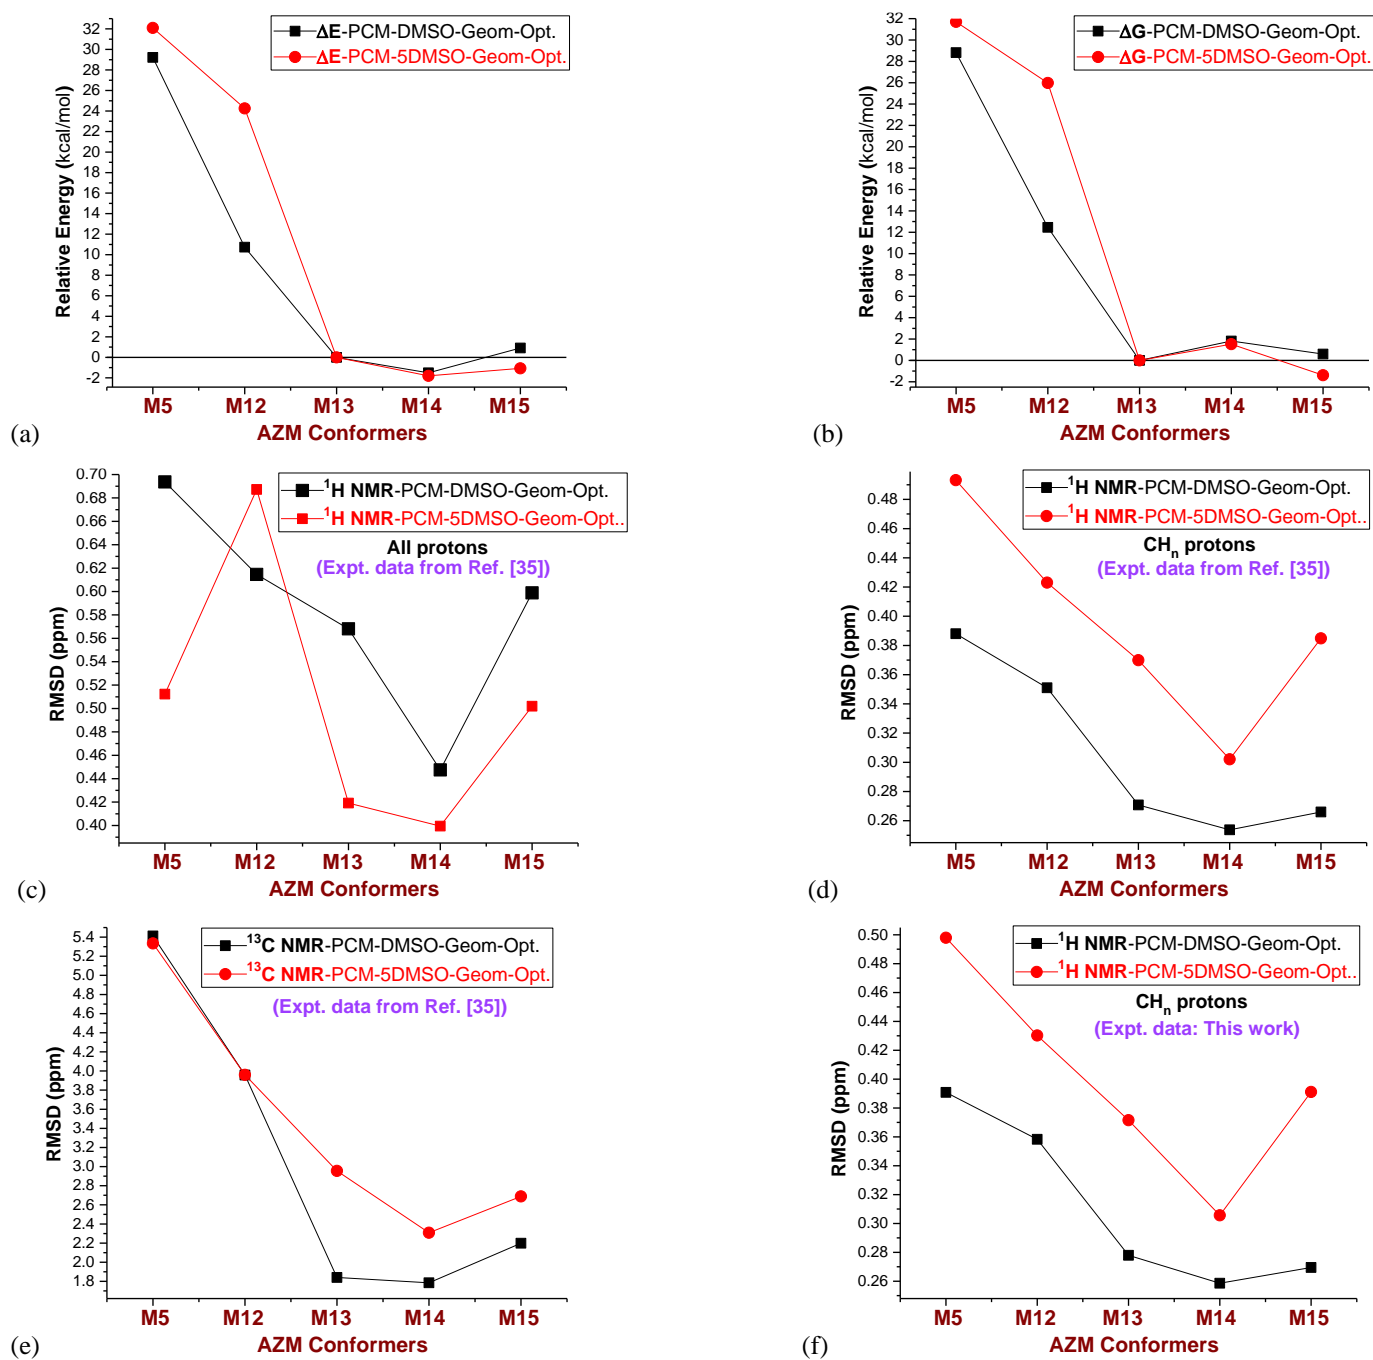 ΔE-PCM-DMSO-Geom-Opt.
ΔE-PCM-5DMSO-Geom-Opt.
32
30
28
26
24
22
20
18
16
14
12
10
8
6
4
2
0
-2
Relative Energy (kcal/mol)
M5 M12 M13 M14 M15
AZM Conformers
(a)
ΔG-PCM-DMSO-Geom-Opt.
ΔG-PCM-5DMSO-Geom-Opt.
32
30
28
26
24
22
20
18
16
14
12
10
8
6
4
2
0
-2
Relative Energy (kcal/mol)
M5 M12 M13 M14 M15
AZM Conformers
(b)
¹H NMR-PCM-DMSO-Geom-Opt.
¹H NMR-PCM-5DMSO-Geom-Opt..
All protons
(Expt. data from Ref. [35])
0.70
0.68
0.66
0.64
0.62
0.60
0.58
0.56
0.54
0.52
0.50
0.48
0.46
0.44
0.42
0.40
RMSD (ppm)
M5 M12 M13 M14 M15
AZM Conformers
(c)
¹H NMR-PCM-DMSO-Geom-Opt.
¹H NMR-PCM-5DMSO-Geom-Opt..
CHₙ protons
(Expt. data from Ref. [35])
0.48
0.46
0.44
0.42
0.40
0.38
0.36
0.34
0.32
0.30
0.28
0.26
RMSD (ppm)
M5 M12 M13 M14 M15
AZM Conformers
(d)
¹³C NMR-PCM-DMSO-Geom-Opt.
¹³C NMR-PCM-5DMSO-Geom-Opt.
(Expt. data from Ref. [35])
5.4
5.2
5.0
4.8
4.6
4.4
4.2
4.0
3.8
3.6
3.4
3.2
3.0
2.8
2.6
2.4
2.2
2.0
1.8
RMSD (ppm)
M5 M12 M13 M14 M15
AZM Conformers
(e)
¹H NMR-PCM-DMSO-Geom-Opt.
¹H NMR-PCM-5DMSO-Geom-Opt..
CHₙ protons
(Expt. data: This work)
0.50
0.48
0.46
0.44
0.42
0.40
0.38
0.36
0.34
0.32
0.30
0.28
0.26
RMSD (ppm)
M5 M12 M13 M14 M15
AZM Conformers
(f)